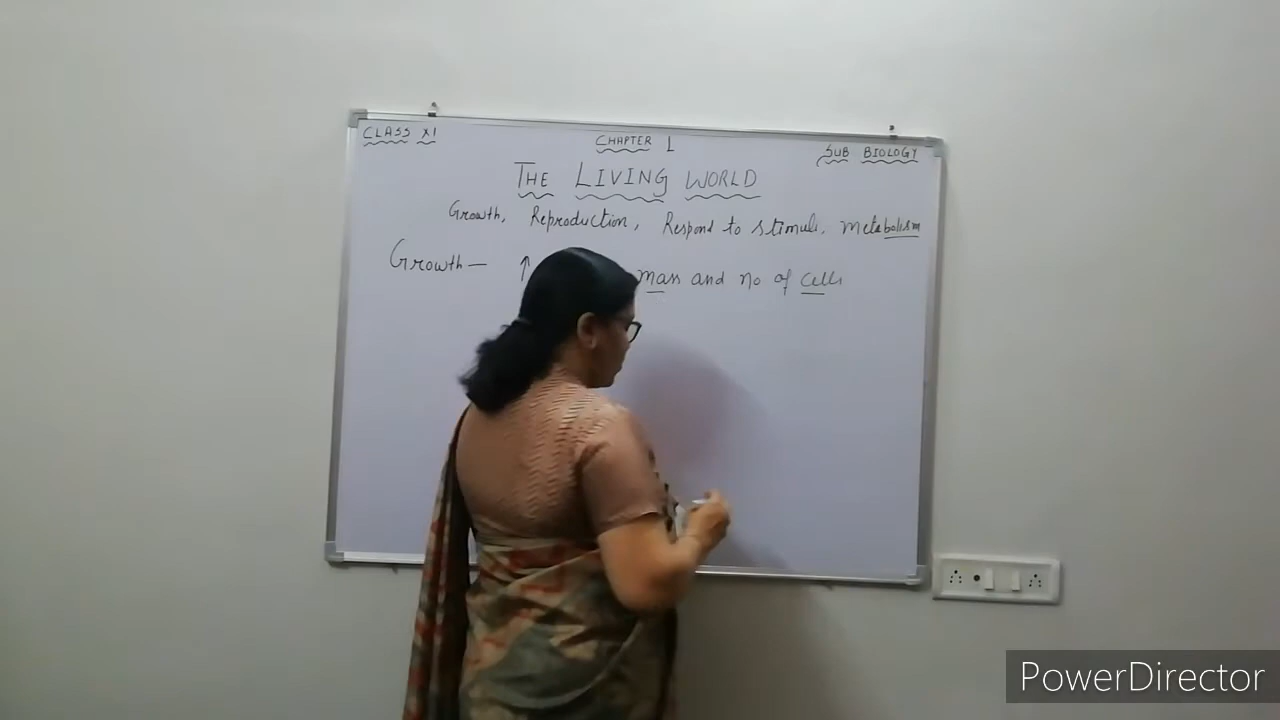 CLASS XI
CHAPTER 1
SUB BIOLOGY
THE LIVING WORLD
Growth, Reproduction, Respond to stimuli, Metabolism
Growth — ↑ mass and no of cells
PowerDirector